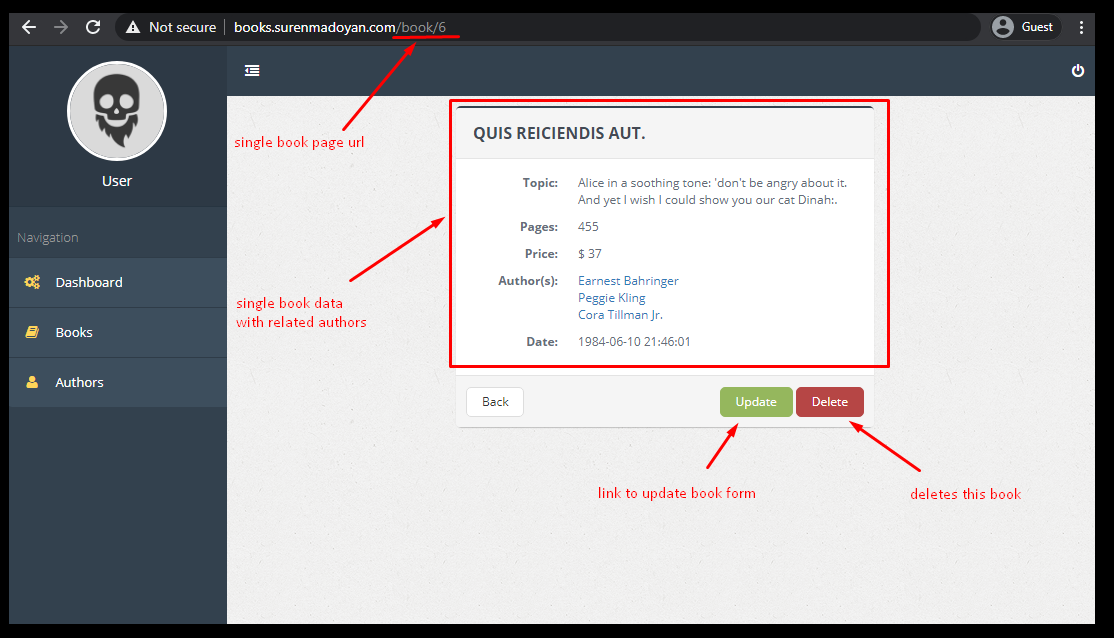 Not secure
books.surenmadoyan.com/book/6
Guest
User
single book page url
QUIS REICIENDIS AUT.
Topic: Alice in a soothing tone: 'don't be angry about it.
And yet I wish I could show you our cat Dinah:.
Pages: 455
Price: $ 37
Author(s): Earnest Bahringer
Peggie Kling
Cora Tillman Jr.
Date: 1984-06-10 21:46:01
Navigation
Dashboard
Books
Authors
single book data
with related authors
Back
Update
Delete
link to update book form
deletes this book